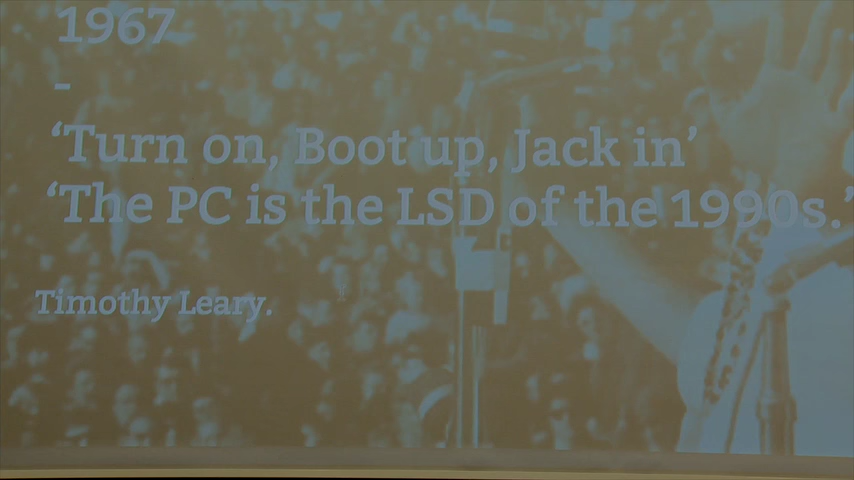 1967
-
‘Turn on, Boot up, Jack in’
‘The PC is the LSD of the 1990s.’
Timothy Leary.